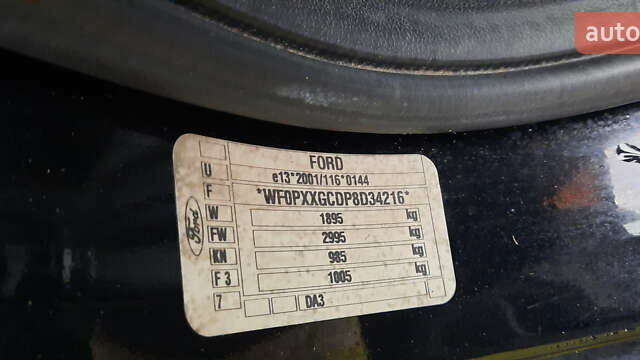 auto
FORD
U e13*2001/116*0144
F *WF0PXXGCDP8D34216*
W 1895 kg
FW 2995 kg
KN 985 kg
F 3 1005 kg
7 DA3
Ford